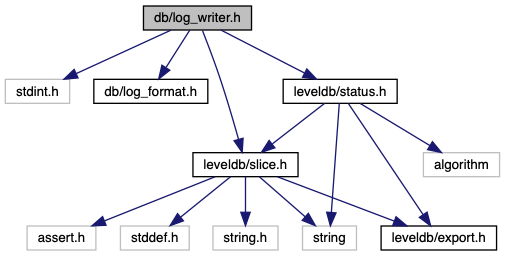 db/log_writer.h
stdint.h
db/log_format.h
leveldb/status.h
leveldb/slice.h
algorithm
assert.h
stddef.h
string.h
string
leveldb/export.h